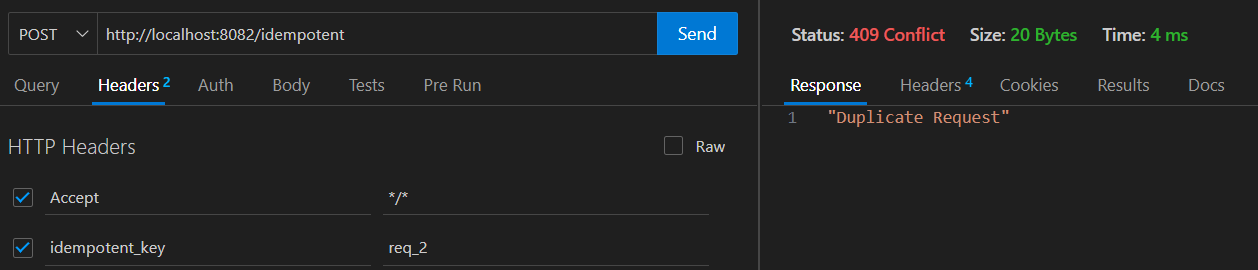 POST http://localhost:8082/idempotent Send
Query Headers 2 Auth Body Tests Pre Run
HTTP Headers Raw
Accept */*
idempotent_key req_2
Status: 409 Conflict Size: 20 Bytes Time: 4 ms
Response Headers 4 Cookies Results Docs
1 "Duplicate Request"